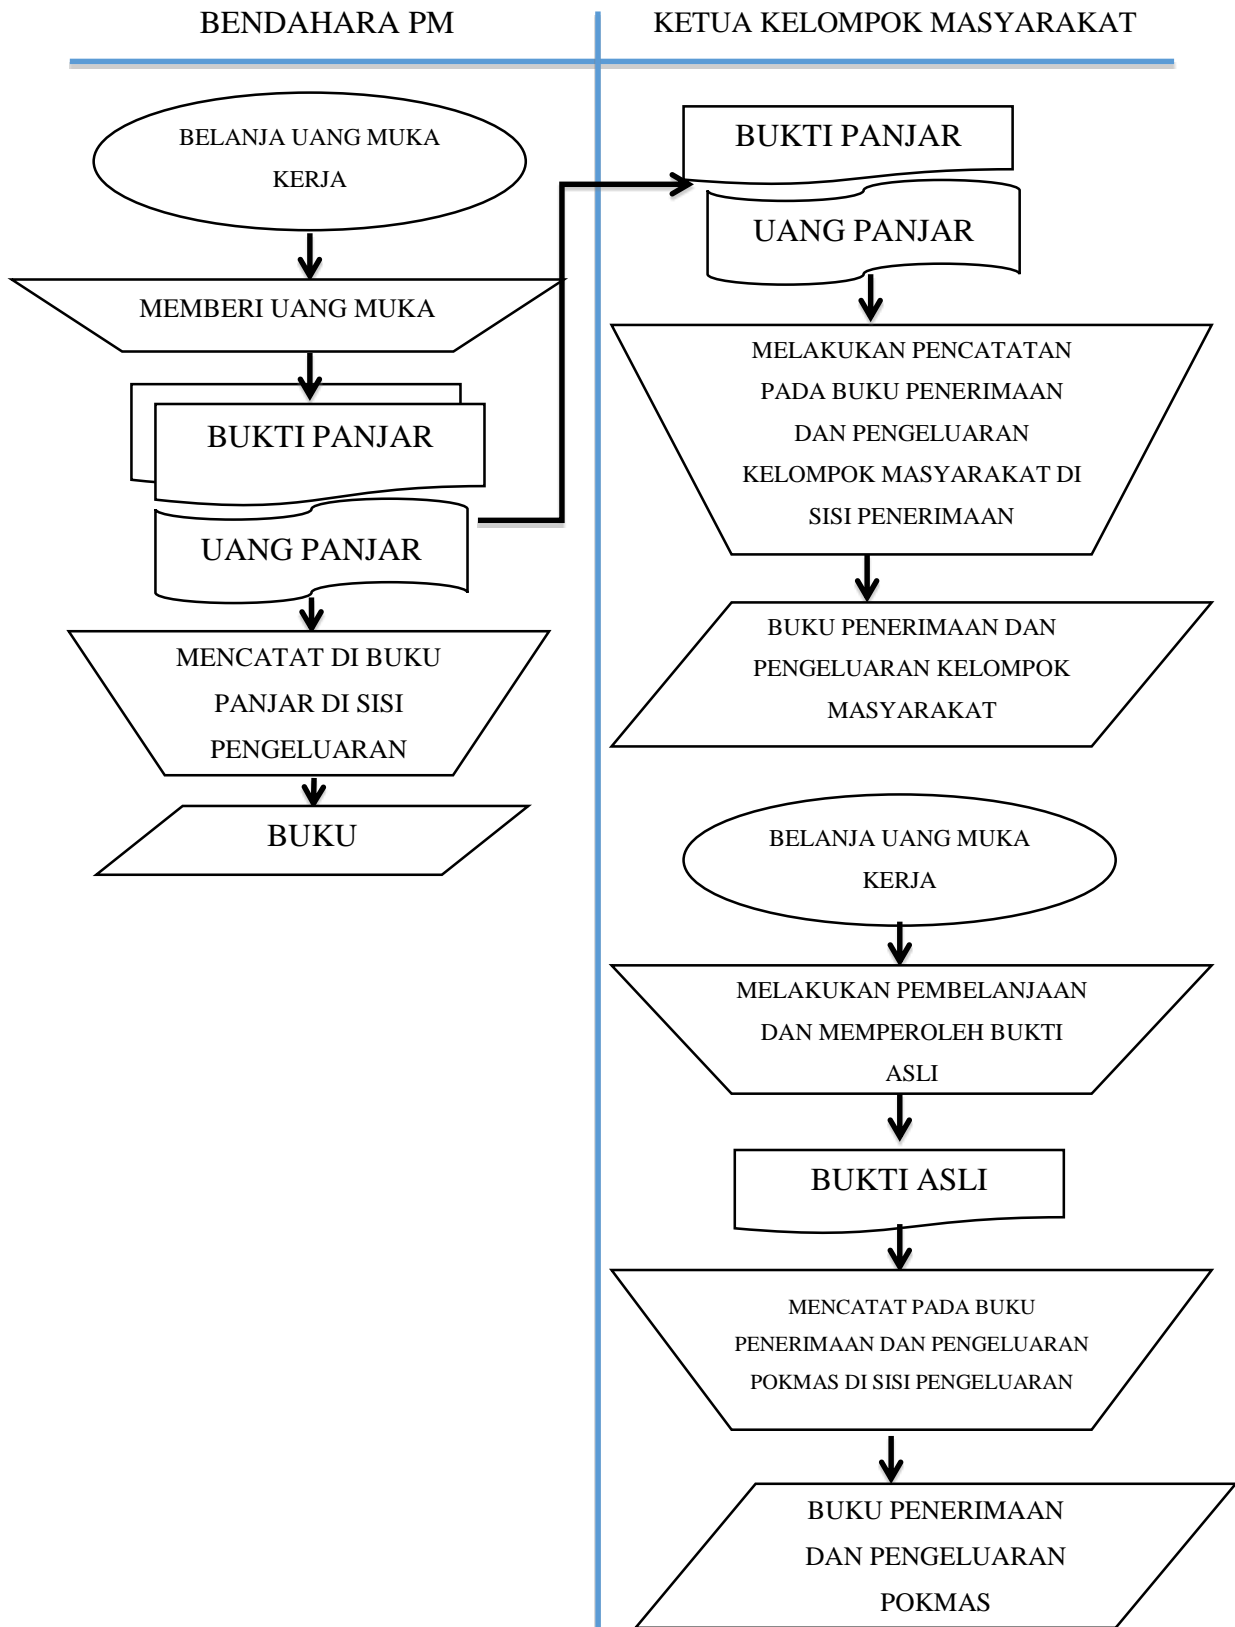 BENDAHARA PM
BELANJA UANG MUKA
KERJA
MEMBERI UANG MUKA
BUKTI PANJAR
UANG PANJAR
MENCATAT DI BUKU
PANJAR DI SISI
PENGELUARAN
BUKU
KETUA KELOMPOK MASYARAKAT
BUKTI PANJAR
UANG PANJAR
MELAKUKAN PENCATATAN
PADA BUKU PENERIMAAN
DAN PENGELUARAN
KELOMPOK MASYARAKAT DI
SISI PENERIMAAN
BUKU PENERIMAAN DAN
PENGELUARAN KELOMPOK
MASYARAKAT
BELANJA UANG MUKA
KERJA
MELAKUKAN PEMBELANJAAN
DAN MEMPEROLEH BUKTI
ASLI
BUKTI ASLI
MENCATAT PADA BUKU
PENERIMAAN DAN PENGELUARAN
POKMAS DI SISI PENGELUARAN
BUKU PENERIMAAN
DAN PENGELUARAN
POKMAS